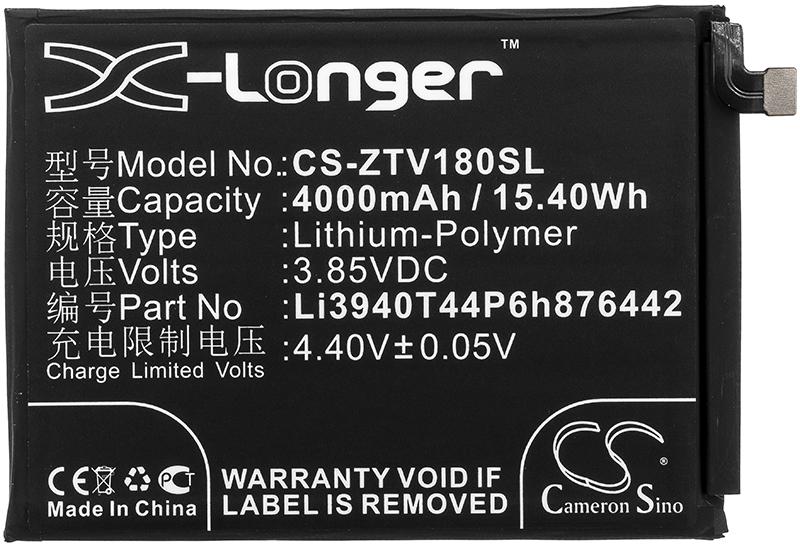 X-Longer™
型号Model No.:CS-ZTV180SL
容量Capacity :4000mAh / 15.40Wh
规格Type :Lithium-Polymer
电压Volts :3.85VDC
编号Part No :Li3940T44P6h876442
充电限制电压 :4.40V±0.05V
Charge Limited Volts
CE PC
Made In China
WARRANTY VOID IF
LABEL IS REMOVED
CS ®
Cameron Sino